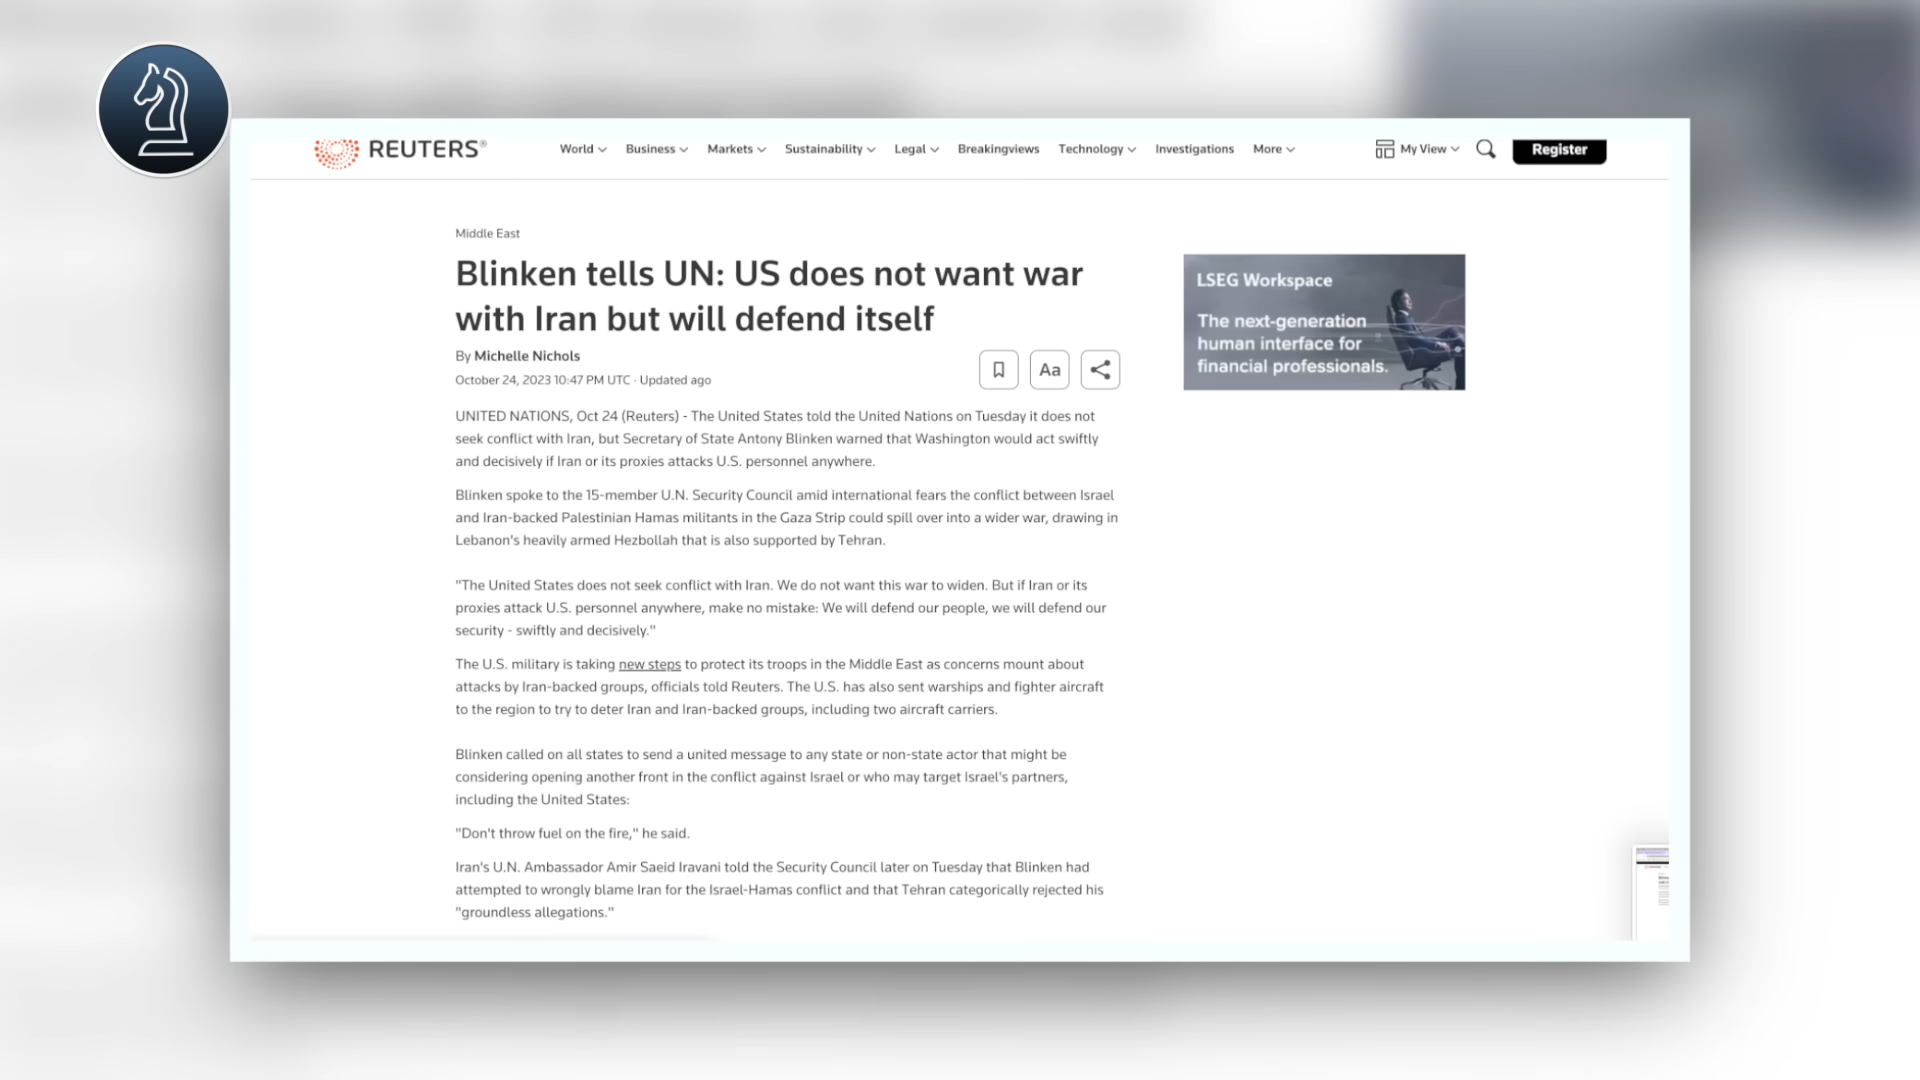 REUTERS®
World
Business
Markets
Sustainability
Legal
Breakingviews
Technology
Investigations
More
My View
Register
Middle East
Blinken tells UN: US does not want war
with Iran but will defend itself
By Michelle Nichols
October 24, 2023 10:47 PM UTC · Updated ago
Aa
LSEG Workspace
The next-generation
human interface for
financial professionals.
UNITED NATIONS, Oct 24 (Reuters) - The United States told the United Nations on Tuesday it does not
seek conflict with Iran, but Secretary of State Antony Blinken warned that Washington would act swiftly
and decisively if Iran or its proxies attacks U.S. personnel anywhere.
Blinken spoke to the 15-member U.N. Security Council amid international fears the conflict between Israel
and Iran-backed Palestinian Hamas militants in the Gaza Strip could spill over into a wider war, drawing in
Lebanon's heavily armed Hezbollah that is also supported by Tehran.
"The United States does not seek conflict with Iran. We do not want this war to widen. But if Iran or its
proxies attack U.S. personnel anywhere, make no mistake: We will defend our people, we will defend our
security - swiftly and decisively."
The U.S. military is taking new steps to protect its troops in the Middle East as concerns mount about
attacks by Iran-backed groups, officials told Reuters. The U.S. has also sent warships and fighter aircraft
to the region to try to deter Iran and Iran-backed groups, including two aircraft carriers.
Blinken called on all states to send a united message to any state or non-state actor that might be
considering opening another front in the conflict against Israel or who may target Israel's partners,
including the United States:
"Don't throw fuel on the fire," he said.
Iran's U.N. Ambassador Amir Saeid Iravani told the Security Council later on Tuesday that Blinken had
attempted to wrongly blame Iran for the Israel-Hamas conflict and that Tehran categorically rejected his
"groundless allegations."